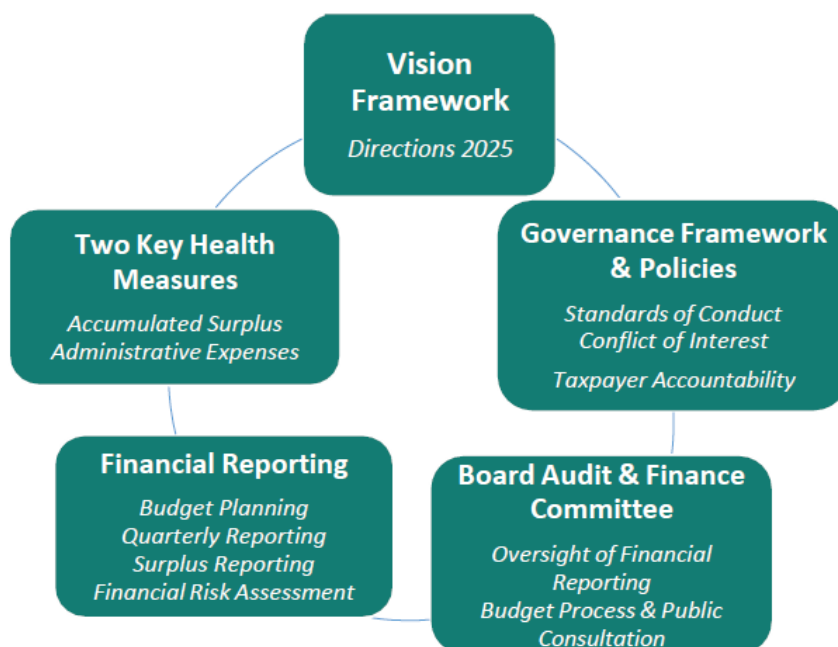 Vision
Framework
Directions 2025
Two Key Health
Measures
Accumulated Surplus
Administrative Expenses
Governance Framework
& Policies
Standards of Conduct
Conflict of Interest
Taxpayer Accountability
Financial Reporting
Budget Planning
Quarterly Reporting
Surplus Reporting
Financial Risk Assessment
Board Audit & Finance
Committee
Oversight of Financial
Reporting
Budget Process & Public
Consultation